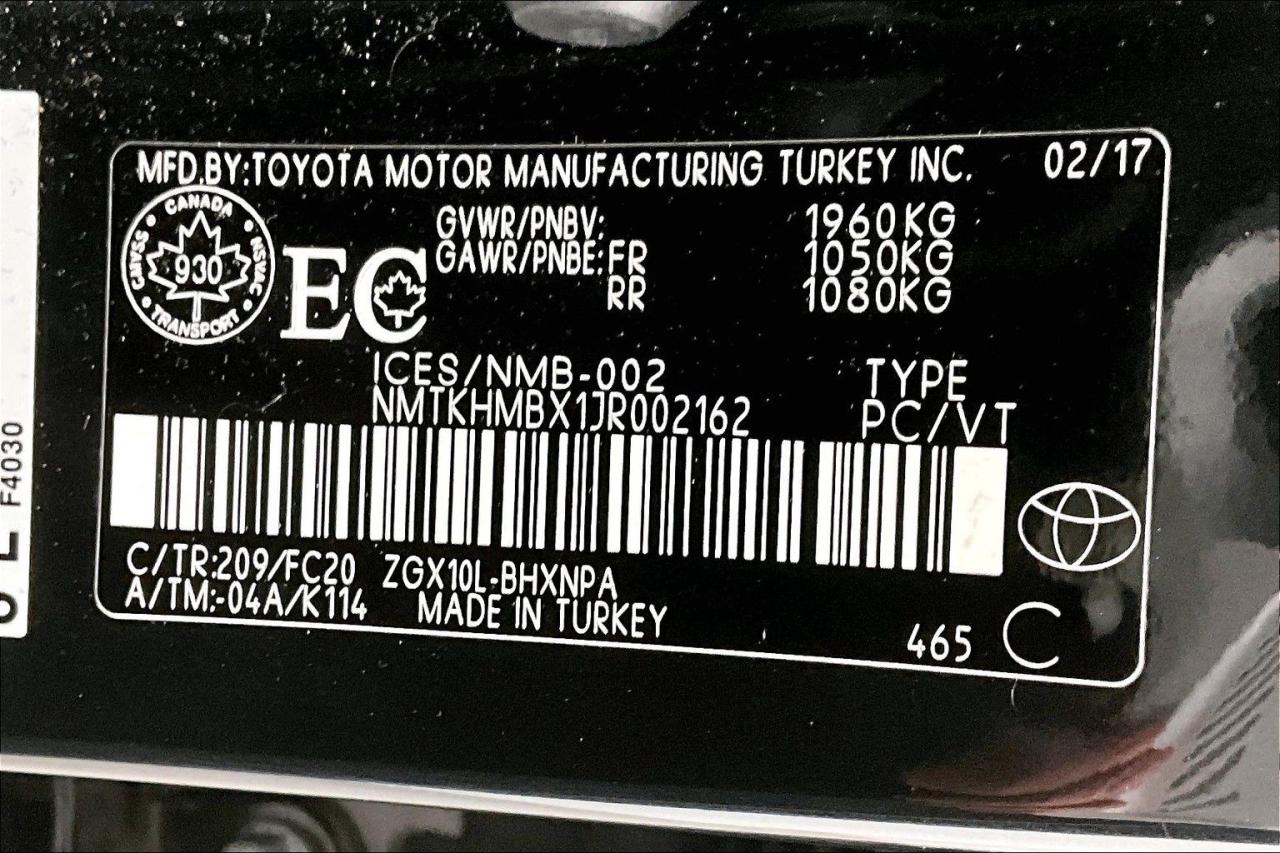 MFD.BY:TOYOTA MOTOR MANUFACTURING TURKEY INC. 02/17
CANADA
CMVSS 930 NSVAC
TRANSPORT
EC
GVWR/PNBV: 1960KG
GAWR/PNBE:FR 1050KG
RR 1080KG
ICES/NMB-002 TYPE
NMTKHMBX1JR002162 PC/VT
C/TR:209/FC20 ZGX10L-BHXNPA
A/TM:-04A/K114 MADE IN TURKEY
465 C
F4030